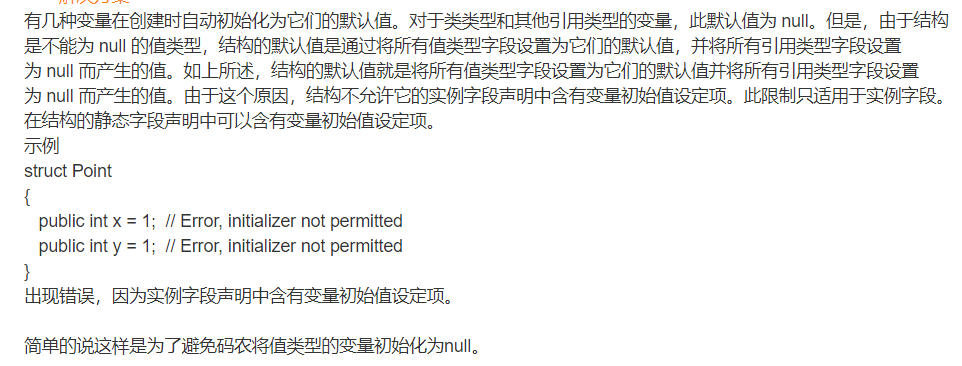 有几种变量在创建时自动初始化为它们的默认值。对于类类型和其他引用类型的变量，此默认值为 null。但是，由于结构
是不能为 null 的值类型，结构的默认值是通过将所有值类型字段设置为它们的默认值，并将所有引用类型字段设置
为 null 而产生的值。如上所述，结构的默认值就是将所有值类型字段设置为它们的默认值并将所有引用类型字段设置
为 null 而产生的值。由于这个原因，结构不允许它的实例字段声明中含有变量初始值设定项。此限制只适用于实例字段。
在结构的静态字段声明中可以含有变量初始值设定项。
示例
struct Point
{
public int x = 1;  // Error, initializer not permitted
public int y = 1;  // Error, initializer not permitted
}
出现错误，因为实例字段声明中含有变量初始值设定项。
简单的说这样是为了避免码农将值类型的变量初始化为null。